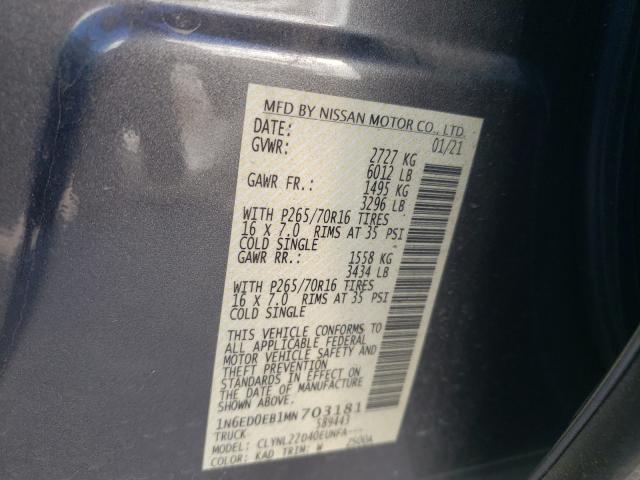 MFD BY NISSAN MOTOR CO., LTD.
DATE: 01/21
GVWR: 2727 KG
6012 LB
GAWR FR.: 1495 KG
3296 LB
WITH P265/70R16 TIRES
16 X 7.0 RIMS AT 35 PSI
COLD SINGLE
GAWR RR.: 1558 KG
3434 LB
WITH P265/70R16 TIRES
16 X 7.0 RIMS AT 35 PSI
COLD SINGLE
THIS VEHICLE CONFORMS TO
ALL APPLICABLE FEDERAL
MOTOR VEHICLE SAFETY AND
THEFT PREVENTION
STANDARDS IN EFFECT ON
THE DATE OF MANUFACTURE
SHOWN ABOVE.
1N6ED0EB1MN703181
TRUCK 589443
MODEL: CLYNLZZD40EUNFA---
COLOR: KAD TRIM: W 2500A